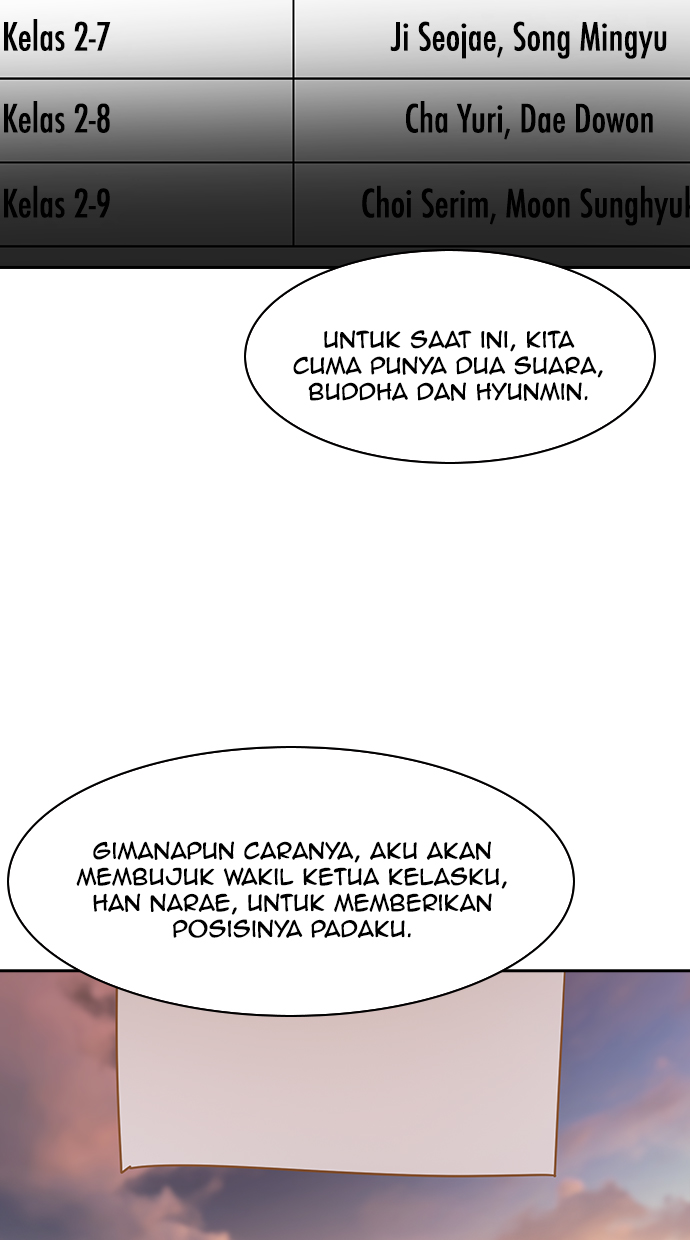 Kelas 2-7 Ji Seojae, Song Mingyu
Kelas 2-8 Cha Yuri, Dae Dowon
Kelas 2-9 Choi Serim, Moon Sunghyuk
UNTUK SAAT INI, KITA
CUMA PUNYA DUA SUARA,
BUDDHA DAN HYUNMIN.
GIMANAPUN CARANYA, AKU AKAN
MEMBUJUK WAKIL KETUA KELASKU,
HAN NARAE, UNTUK MEMBERIKAN
POSISINYA PADAKU.